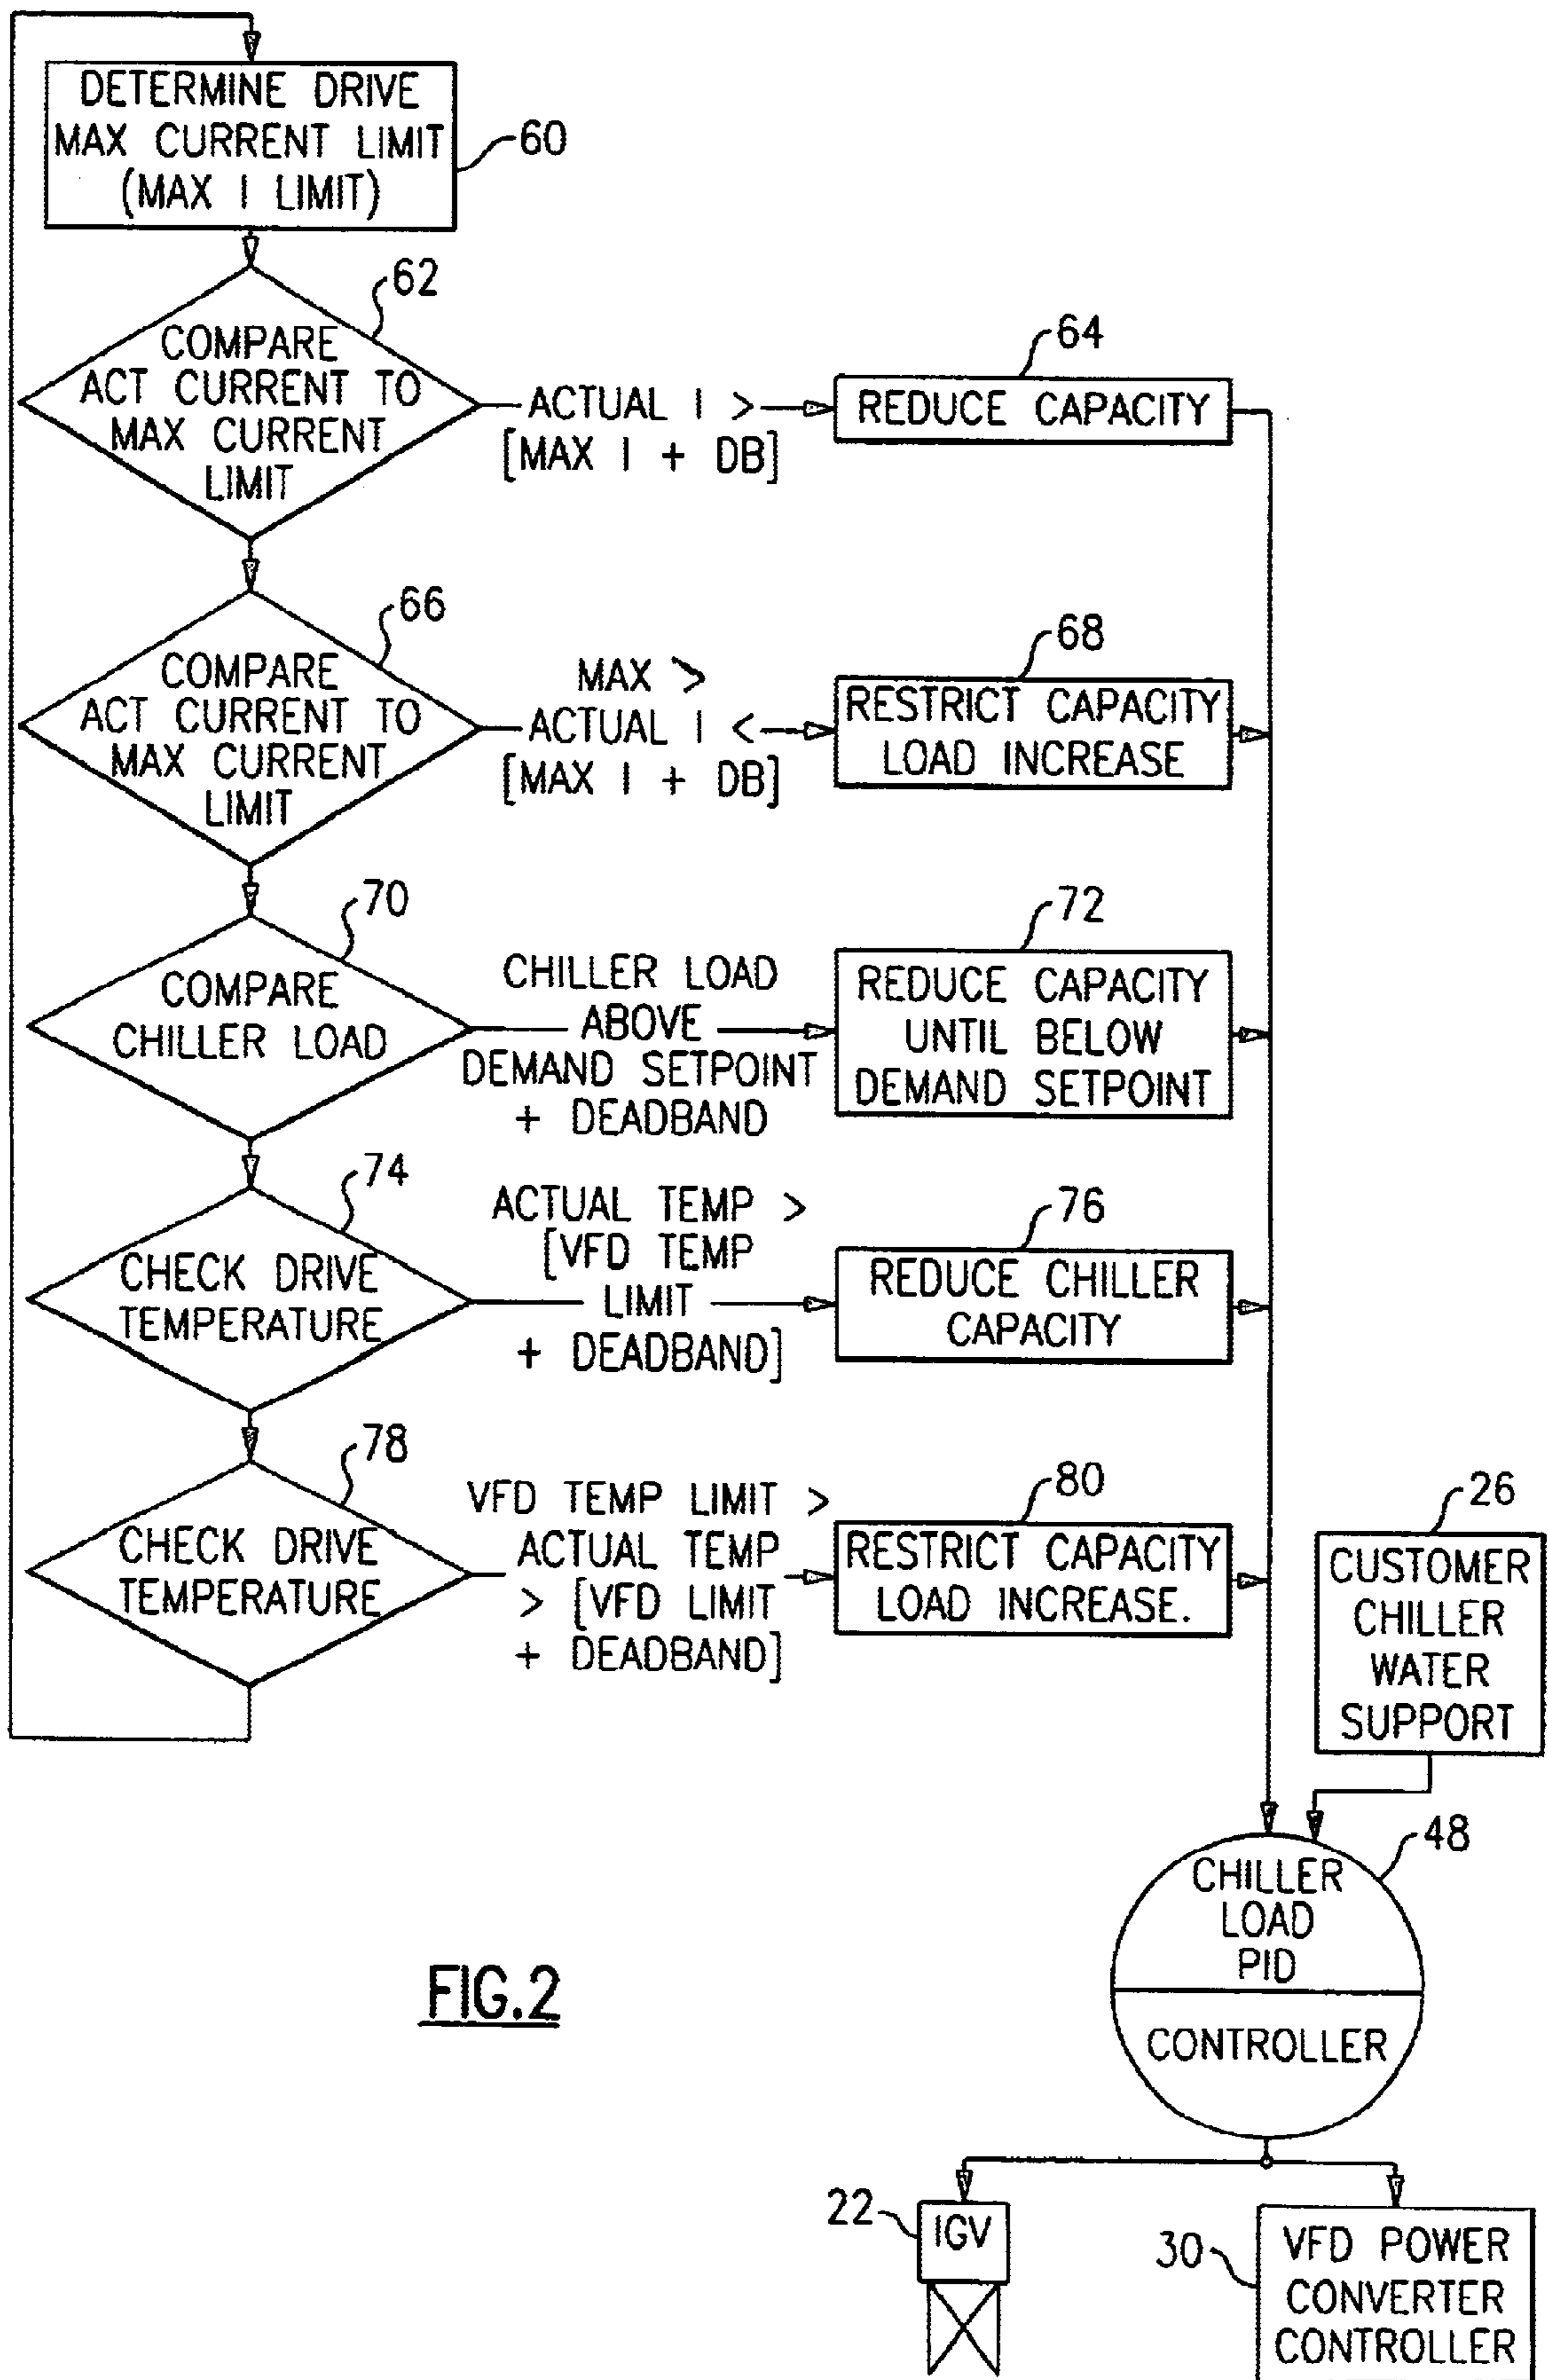 DETERMINE DRIVE
MAX CURRENT LIMIT
(MAX I LIMIT)
60
62
COMPARE
ACT CURRENT TO
MAX CURRENT
LIMIT
ACTUAL I >
[MAX I + DB]
64
REDUCE CAPACITY
66
COMPARE
ACT CURRENT TO
MAX CURRENT
LIMIT
MAX >
ACTUAL I <
[MAX I + DB]
68
RESTRICT CAPACITY
LOAD INCREASE
70
COMPARE
CHILLER LOAD
CHILLER LOAD
ABOVE
DEMAND SETPOINT
+ DEADBAND
72
REDUCE CAPACITY
UNTIL BELOW
DEMAND SETPOINT
74
CHECK DRIVE
TEMPERATURE
ACTUAL TEMP >
[VFD TEMP
LIMIT
+ DEADBAND]
76
REDUCE CHILLER
CAPACITY
78
CHECK DRIVE
TEMPERATURE
VFD TEMP LIMIT >
ACTUAL TEMP
> [VFD LIMIT
+ DEADBAND]
80
RESTRICT CAPACITY
LOAD INCREASE.
26
CUSTOMER
CHILLER
WATER
SUPPORT
48
CHILLER
LOAD
PID
CONTROLLER
FIG.2
22
IGV
30
VFD POWER
CONVERTER
CONTROLLER